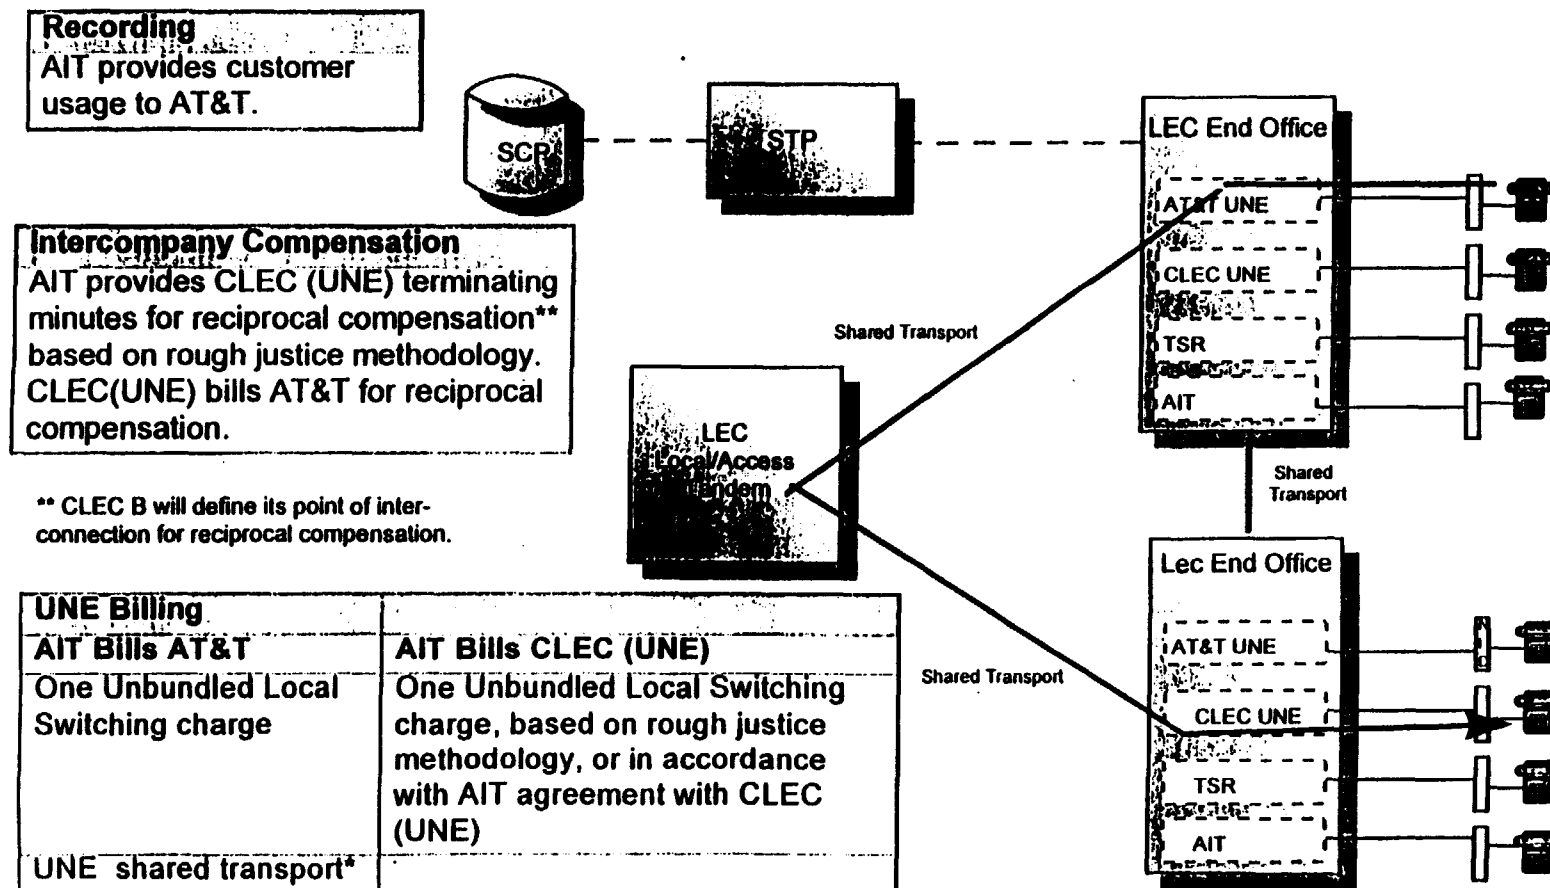 Recording
AIT provides customer
usage to AT&T.
SCP
STP
LEC End Office
AT&T UNE
CLEC UNE
TSR
AIT
Intercompany Compensation
AIT provides CLEC (UNE) terminating
minutes for reciprocal compensation**
based on rough justice methodology.
CLEC(UNE) bills AT&T for reciprocal
compensation.
** CLEC B will define its point of inter-
connection for reciprocal compensation.
Shared Transport
LEC
Local/Access
Tandem
Shared
Transport
Lec End Office
AT&T UNE
CLEC UNE
TSR
AIT
Shared Transport
UNE Billing
AIT Bills AT&T
AIT Bills CLEC (UNE)
One Unbundled Local
Switching charge
One Unbundled Local Switching
charge, based on rough justice
methodology, or in accordance
with AIT agreement with CLEC
(UNE)
UNE shared transport*